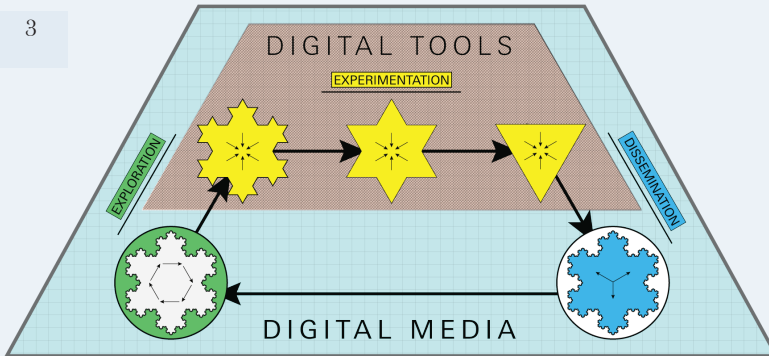 3
DIGITAL TOOLS
EXPERIMENTATION
EXPLORATION
DISSEMINATION
DIGITAL MEDIA